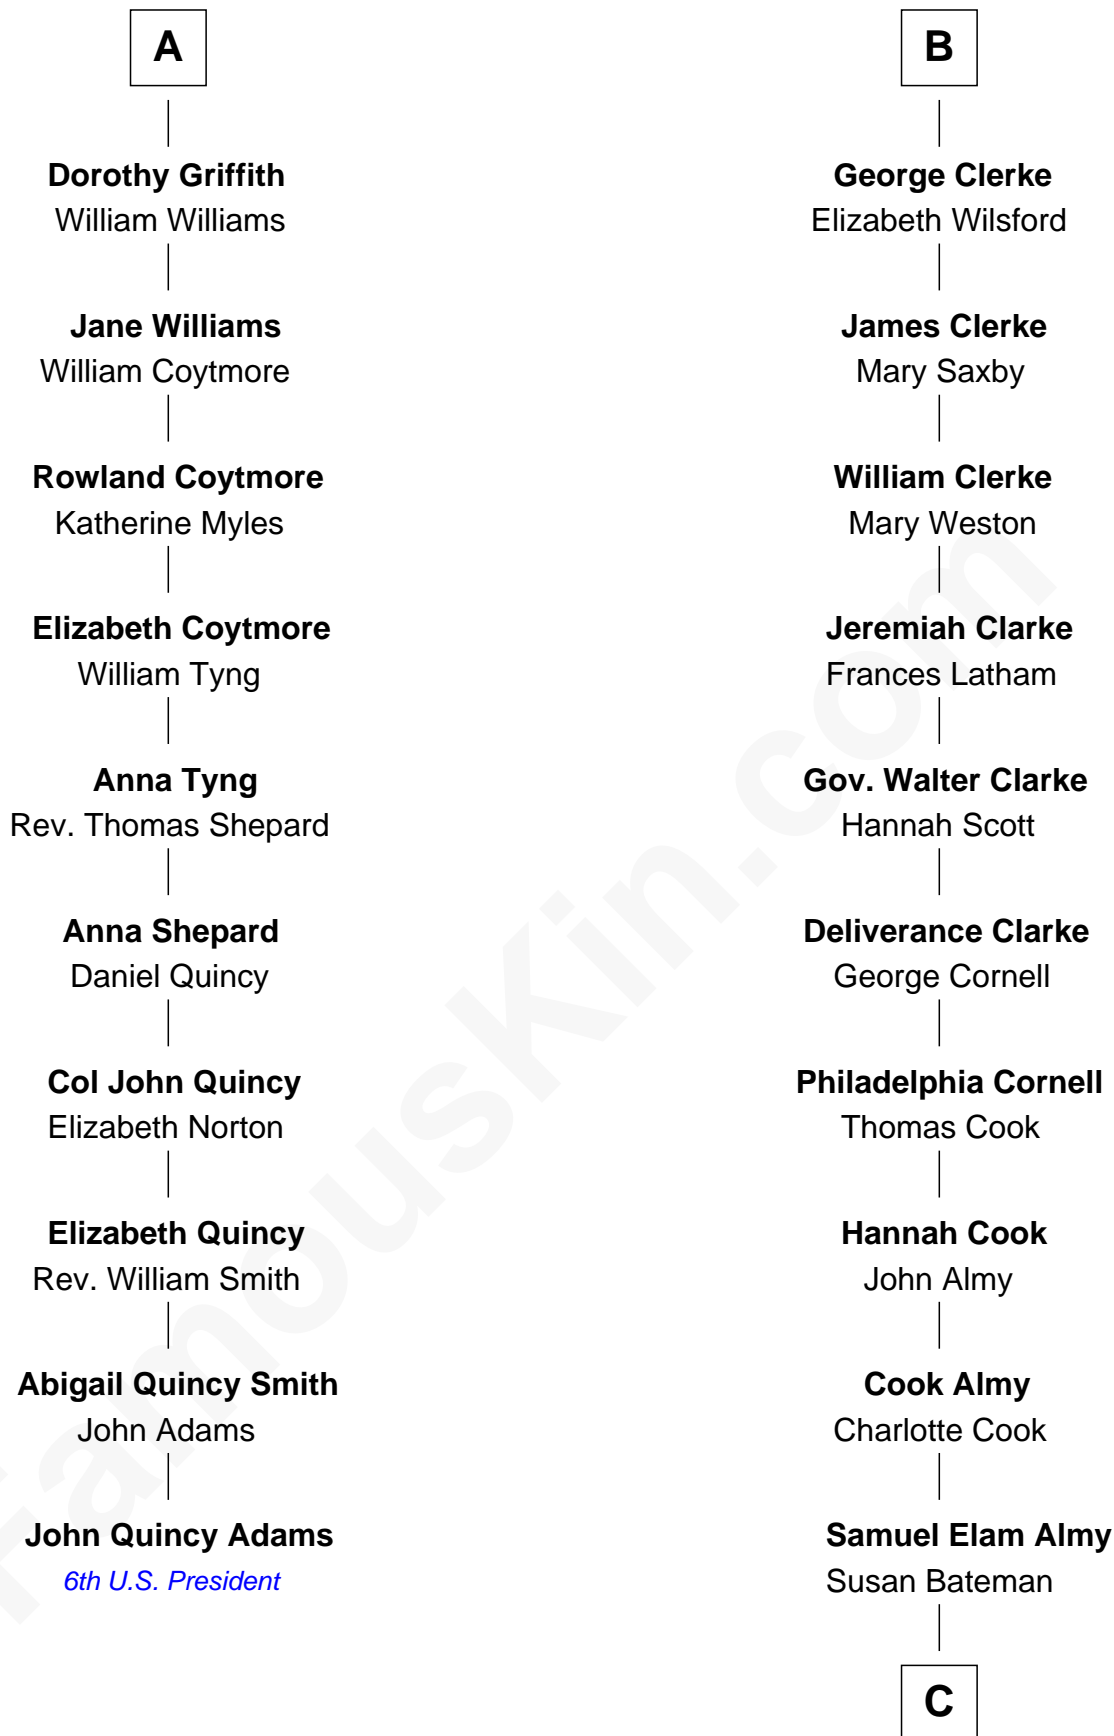 A
Dorothy Griffith
William Williams
Jane Williams
William Coytmore
Rowland Coytmore
Katherine Myles
Elizabeth Coytmore
William Tyng
Anna Tyng
Rev. Thomas Shepard
Anna Shepard
Daniel Quincy
Col John Quincy
Elizabeth Norton
Elizabeth Quincy
Rev. William Smith
Abigail Quincy Smith
John Adams
John Quincy Adams
6th U.S. President
B
George Clerke
Elizabeth Wilsford
James Clerke
Mary Saxby
William Clerke
Mary Weston
Jeremiah Clarke
Frances Latham
Gov. Walter Clarke
Hannah Scott
Deliverance Clarke
George Cornell
Philadelphia Cornell
Thomas Cook
Hannah Cook
John Almy
Cook Almy
Charlotte Cook
Samuel Elam Almy
Susan Bateman
C
FamousKin.com